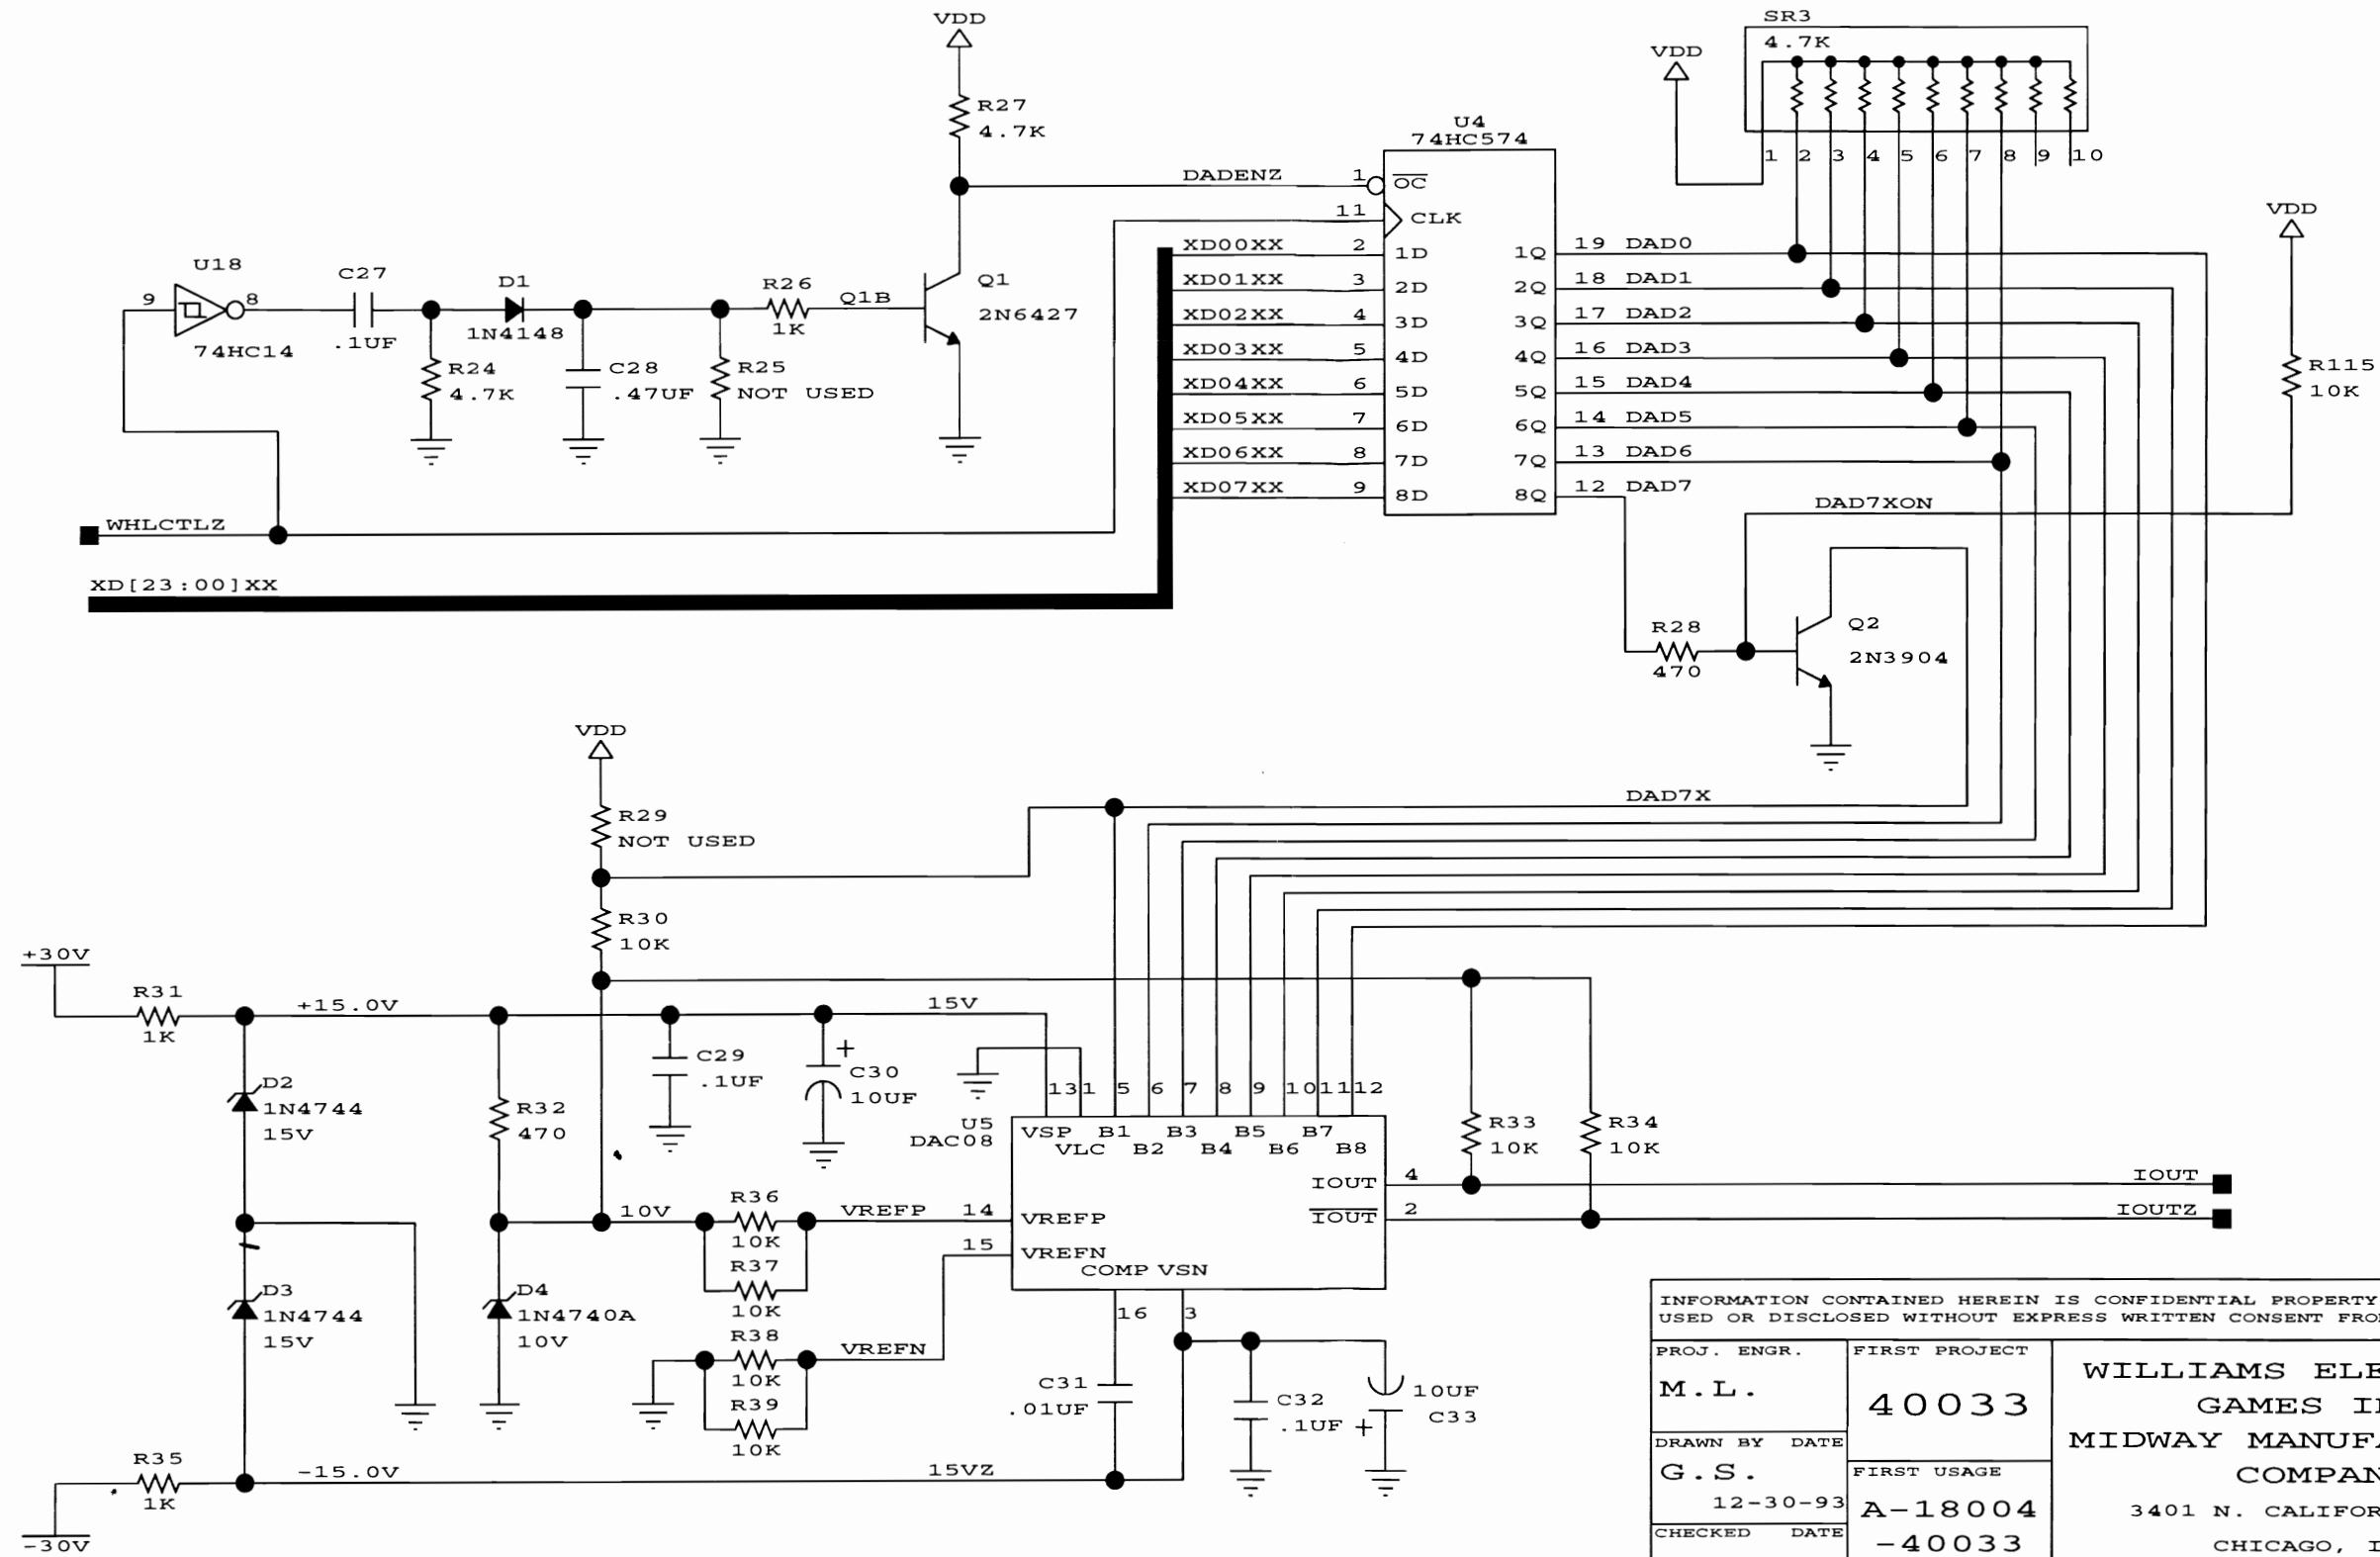 VDD
R27
4.7K
SR3
4.7K
VDD
1 2 3 4 5 6 7 8 9 10
U4
74HC574
DADENZ 1 OC
11 CLK
XD00XX 2 1D
XD01XX 3 2D
XD02XX 4 3D
XD03XX 5 4D
XD04XX 6 5D
XD05XX 7 6D
XD06XX 8 7D
XD07XX 9 8D
1Q 19 DAD0
2Q 18 DAD1
3Q 17 DAD2
4Q 16 DAD3
5Q 15 DAD4
6Q 14 DAD5
7Q 13 DAD6
8Q 12 DAD7
VDD
R115
10K
U18
9 8
74HC14
C27
.1UF
R24
4.7K
D1
1N4148
C28
.47UF
R25
NOT USED
R26
1K
Q1B
Q1
2N6427
WHLCTLZ
XD[23:00]XX
DAD7XON
R28
470
Q2
2N3904
VDD
R29
NOT USED
DAD7X
R30
10K
+30V
R31
1K
+15.0V
15V
D2
1N4744
15V
R32
470
C29
.1UF
+
C30
10UF
13 1 5 6 7 8 9 10 11 12
U5
DAC08
VSP B1 B3 B5 B7
VLC B2 B4 B6 B8
R33
10K
R34
10K
IOUT 4 IOUT
IOUT 2 IOUTZ
10V
R36
10K
R37
10K
VREFP 14 VREFP
15 VREFN
COMP VSN
16 3
D3
1N4744
15V
D4
1N4740A
10V
R38
10K
R39
10K
VREFN
C31
.01UF
C32
.1UF
+
10UF
C33
R35
1K
-15.0V
15VZ
-30V
INFORMATION CONTAINED HEREIN IS CONFIDENTIAL PROPERTY
USED OR DISCLOSED WITHOUT EXPRESS WRITTEN CONSENT
PROJ. ENGR.
M.L.
FIRST PROJECT
40033
DRAWN BY DATE
G.S.
12-30-93
FIRST USAGE
A-18004
-40033
CHECKED DATE
WILLIAMS
GAMES
MIDWAY
3401 N.
CHICAGO,